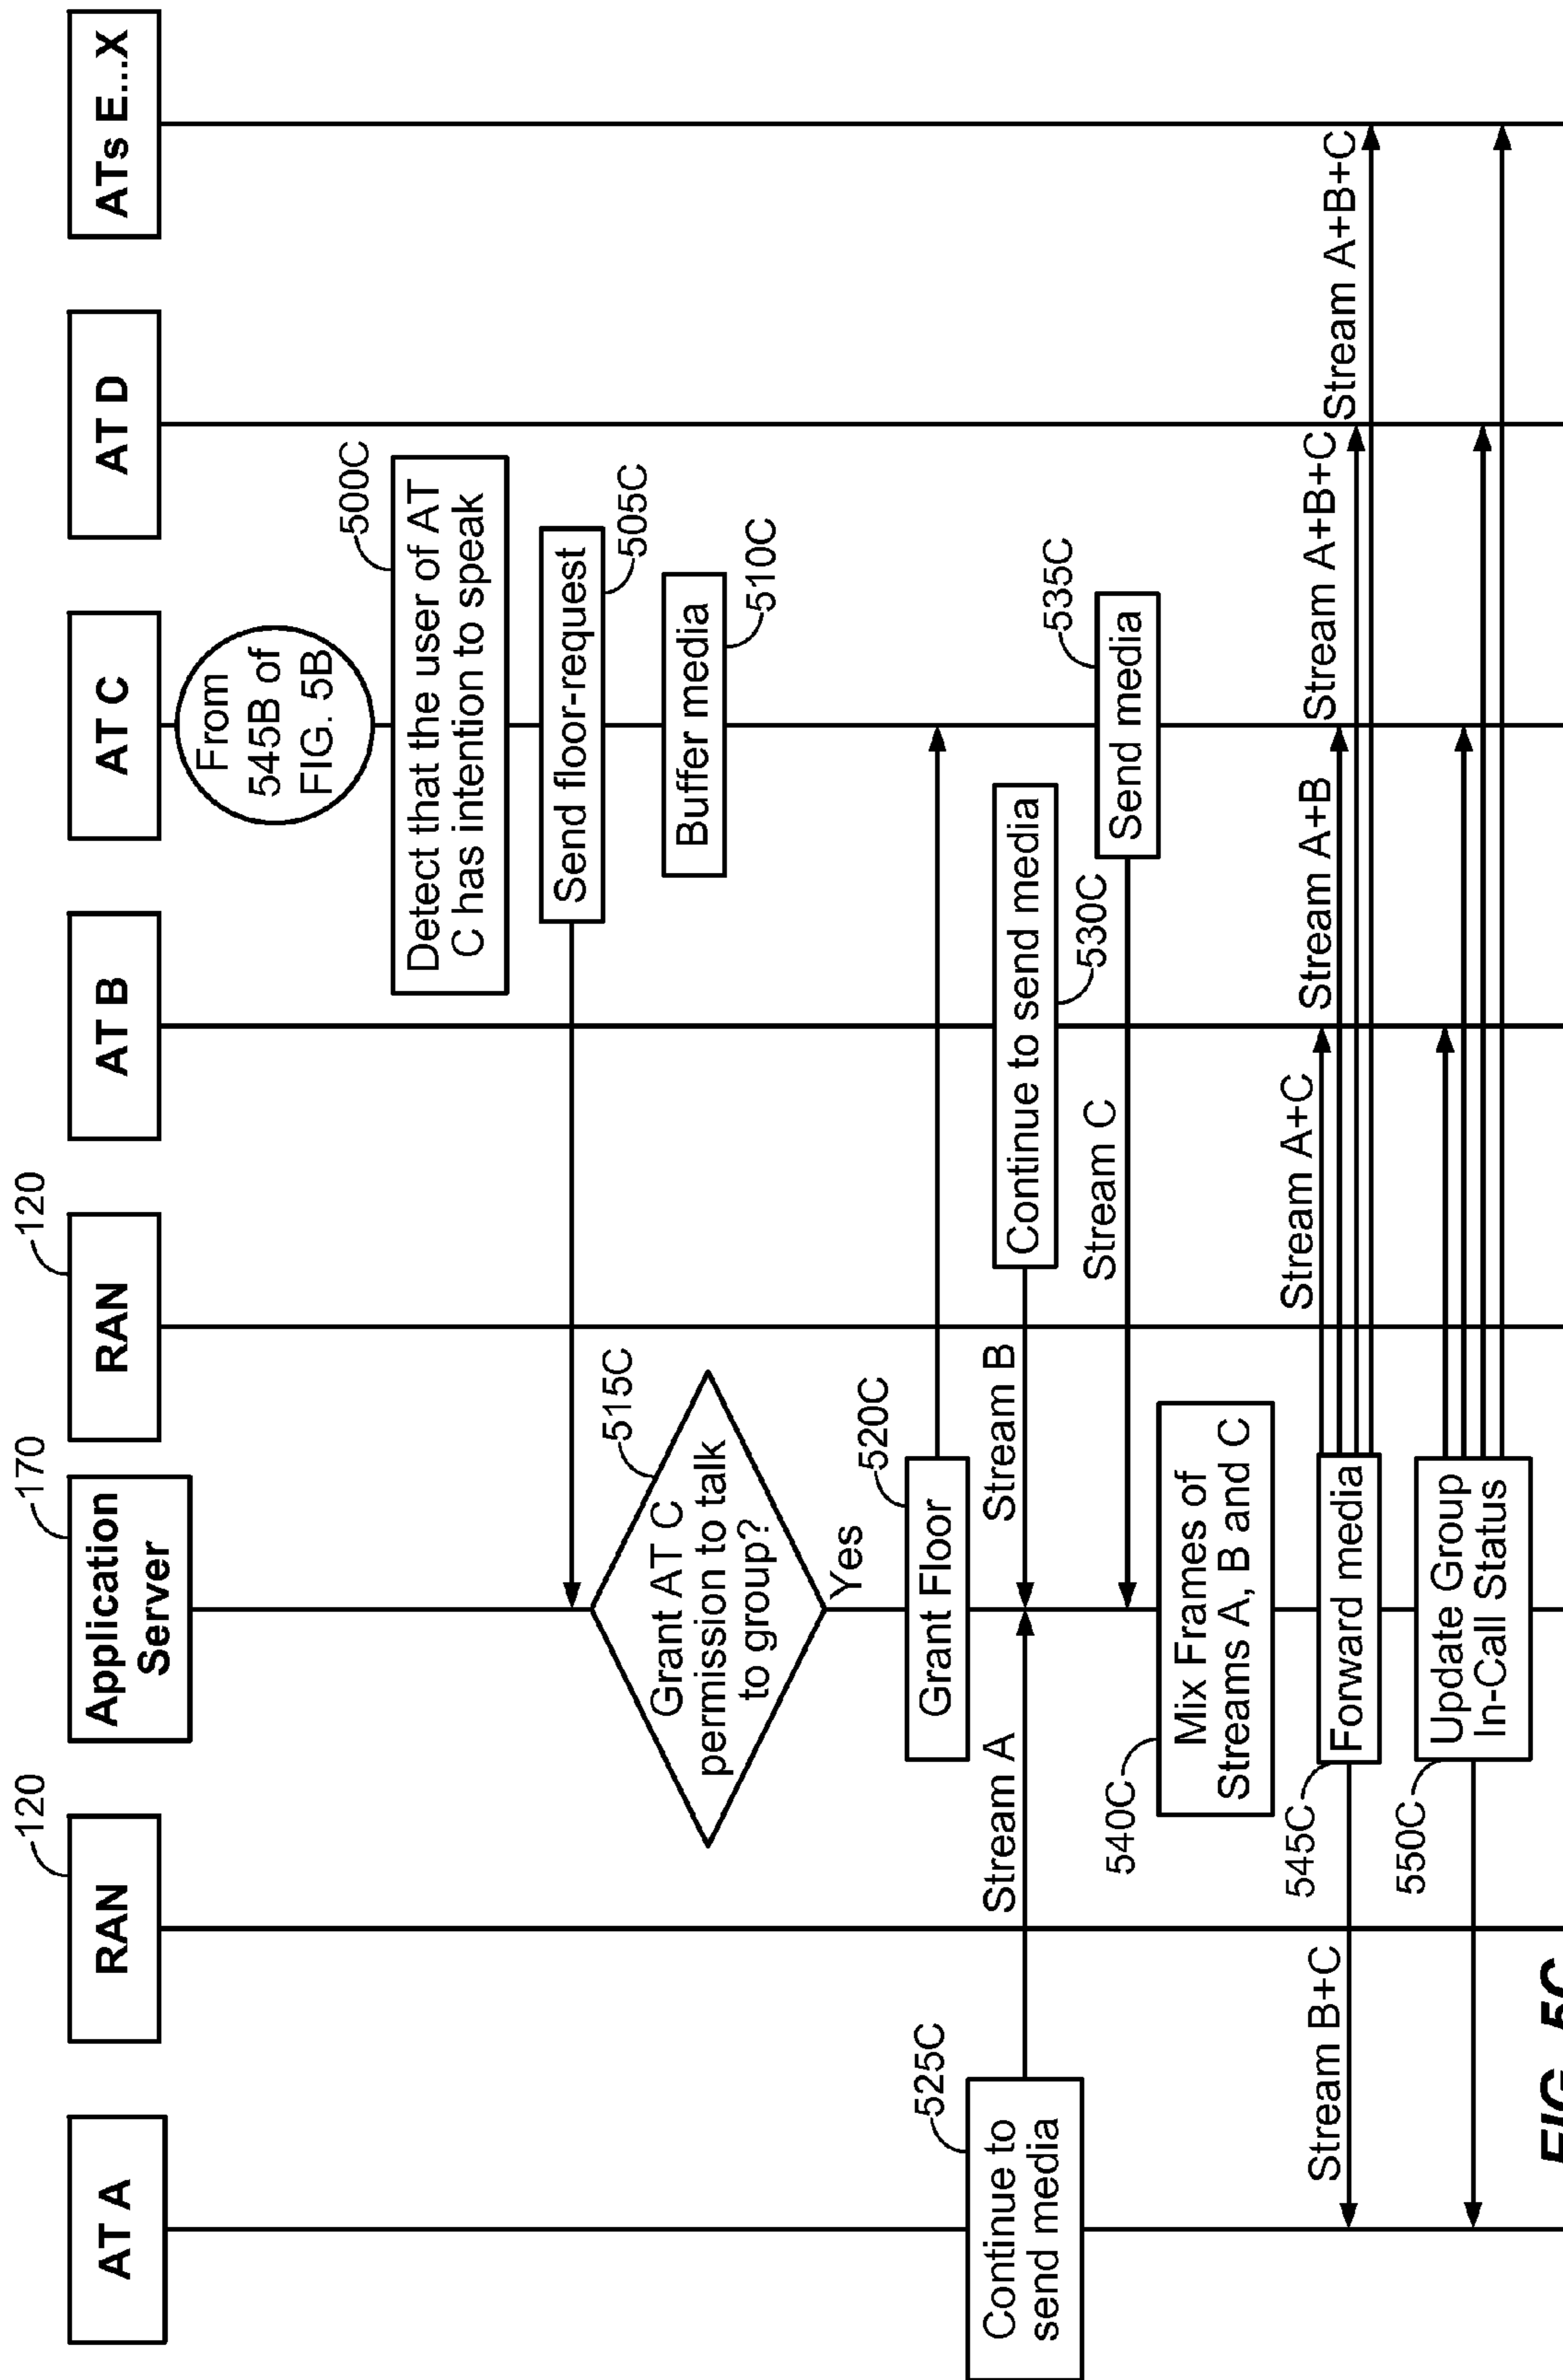 120
170
120
AT A
RAN
Application
Server
RAN
AT B
AT C
AT D
ATs E...X
From
545B of
FIG. 5B
500C
Detect that the user of AT
C has intention to speak
Send floor-request
505C
515C
Grant AT C
permission to talk
to group?
Buffer media
510C
Yes
520C
Grant Floor
525C
Continue to
send media
Stream A
Stream B
Continue to send media
530C
535C
Send media
Stream C
540C
Mix Frames of
Streams A, B and C
545C
Forward media
Stream B+C
Stream A+C
Stream A+B
Stream A+B+C
Stream A+B+C
550C
Update Group
In-Call Status
FIG. 5C